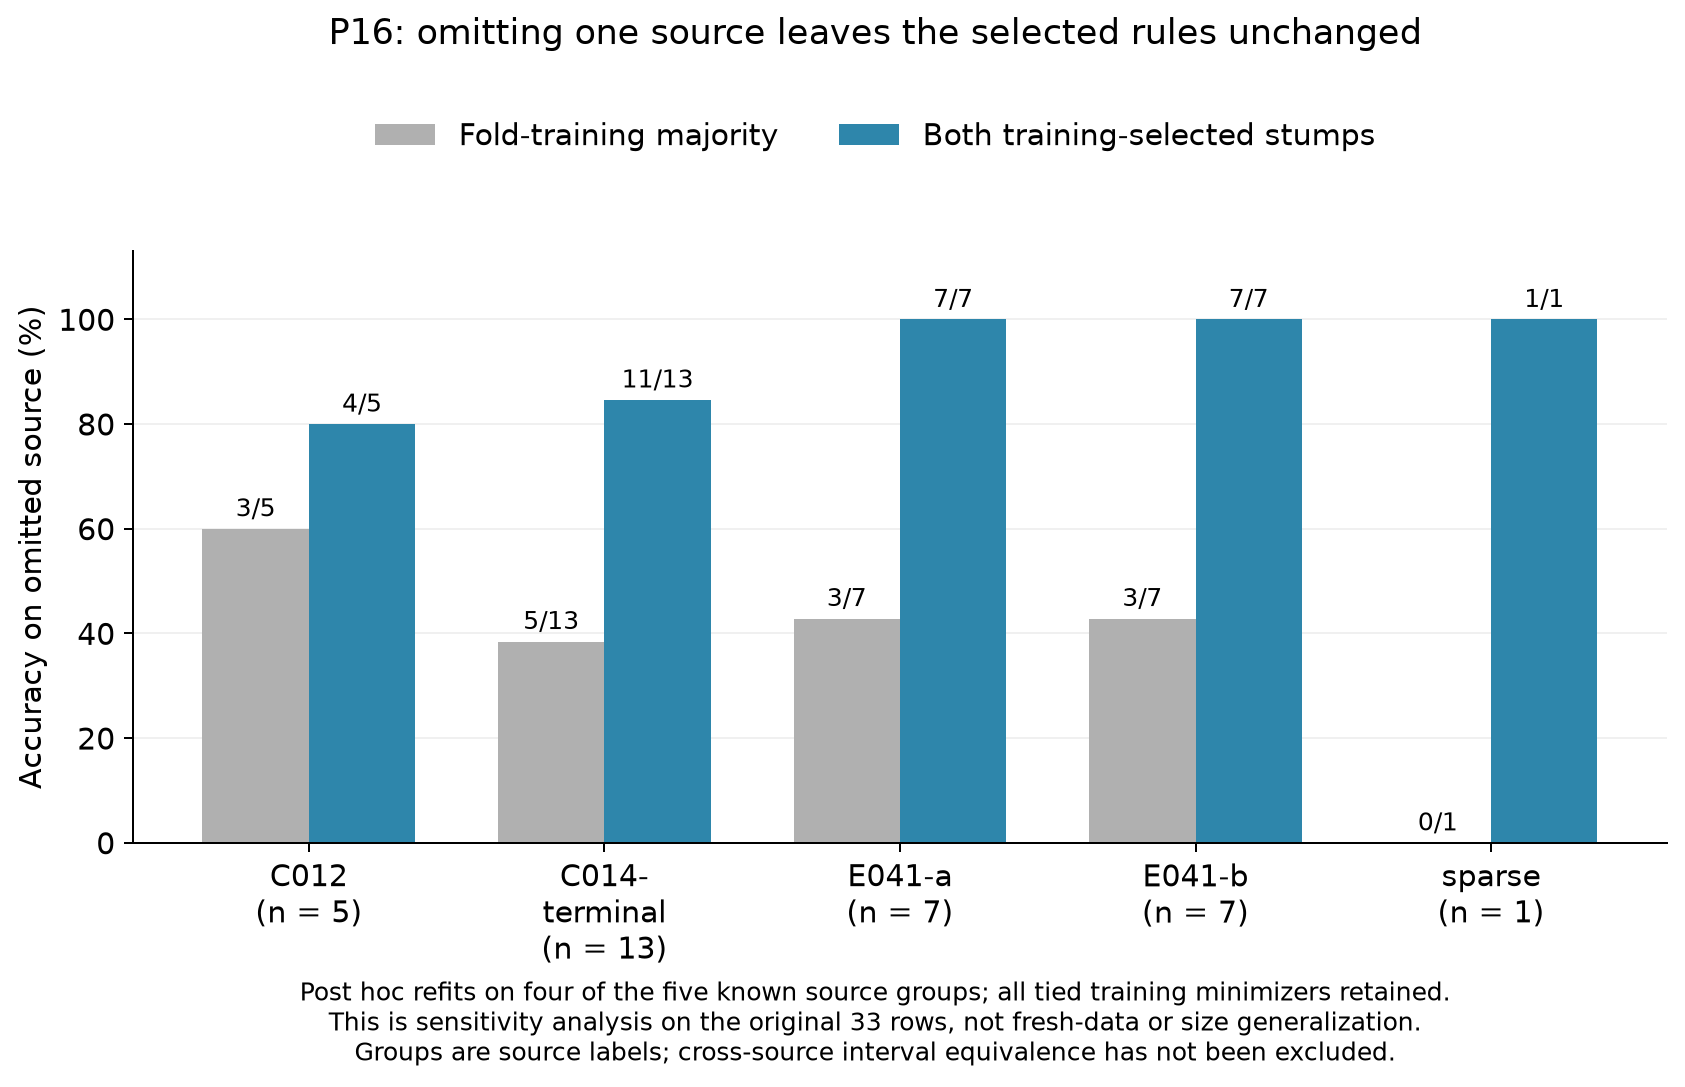 P16: omitting one source leaves the selected rules unchanged
Fold-training majority
Both training-selected stumps
Accuracy on omitted source (%)
100
80
60
40
20
0
3/5
4/5
5/13
11/13
3/7
7/7
3/7
7/7
0/1
1/1
C012
(n = 5)
C014-
terminal
(n = 13)
E041-a
(n = 7)
E041-b
(n = 7)
sparse
(n = 1)
Post hoc refits on four of the five known source groups; all tied training minimizers retained.
This is sensitivity analysis on the original 33 rows, not fresh-data or size generalization.
Groups are source labels; cross-source interval equivalence has not been excluded.